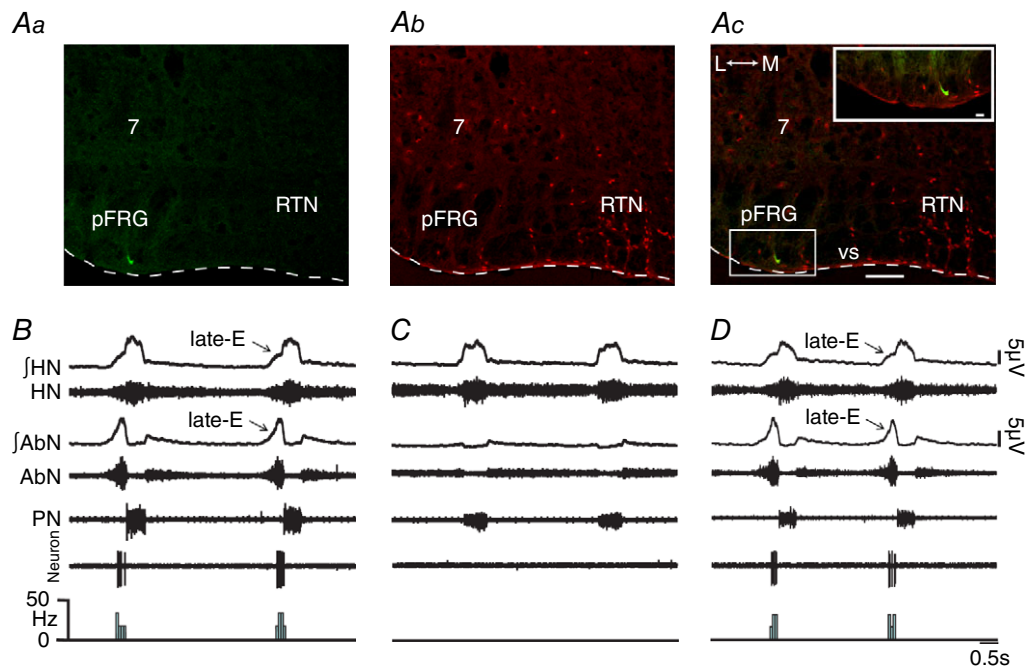 Aa
Ab
Ac
7
pFRG
RTN
7
pFRG
RTN
L M
pFRG
RTN
vs
B
C
D
late-E
late-E
∫HN
5μV
HN
late-E
late-E
∫AbN
5μV
AbN
PN
Neuron
50
Hz
0
0.5s